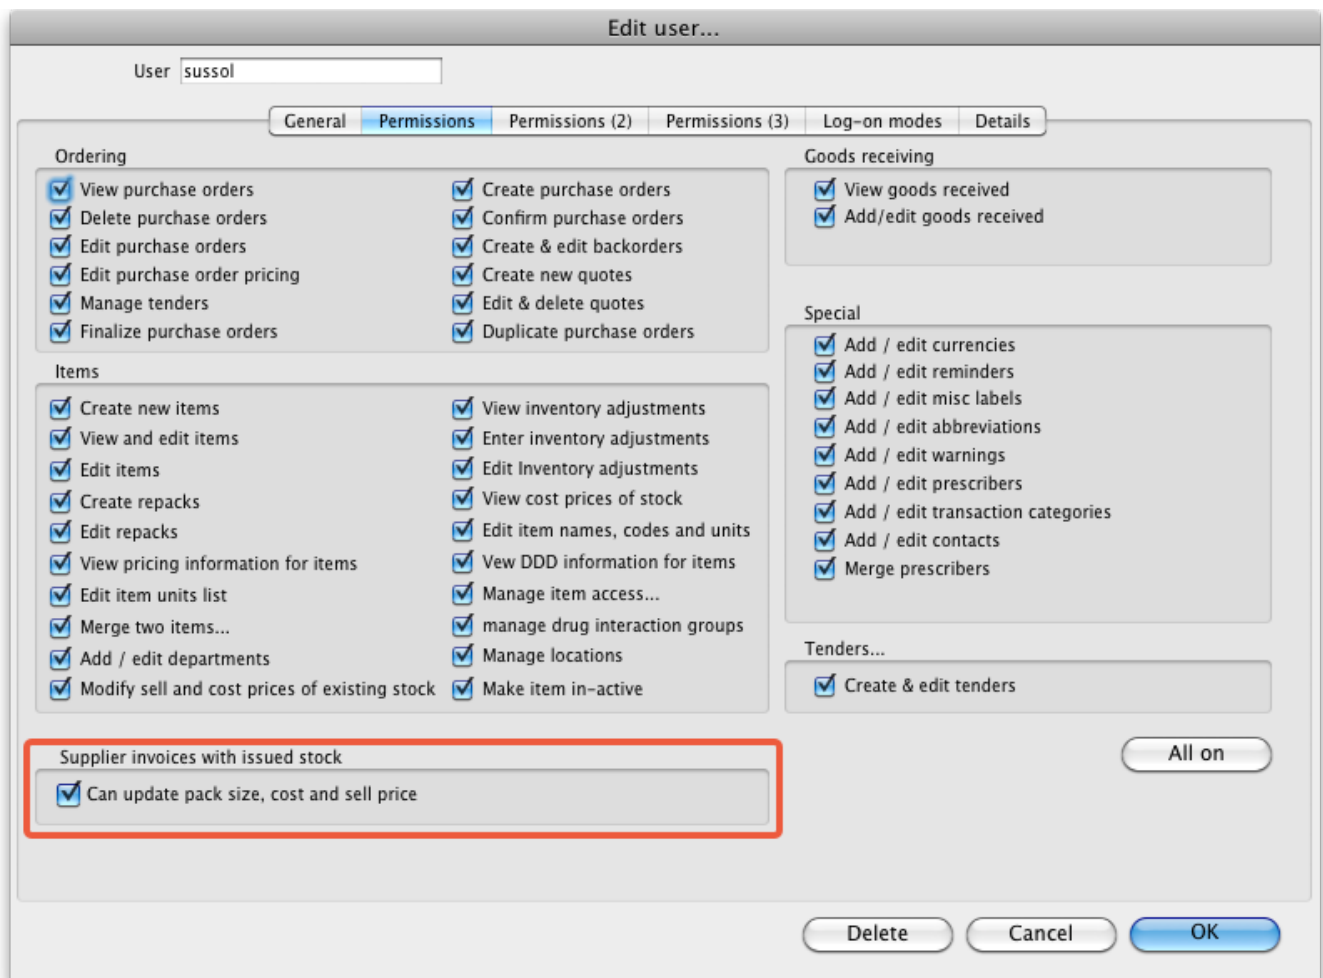 Edit user...
User sussol
General Permissions Permissions (2) Permissions (3) Log-on modes Details
Ordering
View purchase orders
Delete purchase orders
Edit purchase orders
Edit purchase order pricing
Manage tenders
Finalize purchase orders
Create purchase orders
Confirm purchase orders
Create & edit backorders
Create new quotes
Edit & delete quotes
Duplicate purchase orders
Items
Create new items
View and edit items
Edit items
Create repacks
Edit repacks
View pricing information for items
Edit item units list
Merge two items...
Add / edit departments
Modify sell and cost prices of existing stock
View inventory adjustments
Enter inventory adjustments
Edit Inventory adjustments
View cost prices of stock
Edit item names, codes and units
Vew DDD information for items
Manage item access...
manage drug interaction groups
Manage locations
Make item in-active
Supplier invoices with issued stock
Can update pack size, cost and sell price
Goods receiving
View goods received
Add/edit goods received
Special
Add / edit currencies
Add / edit reminders
Add / edit misc labels
Add / edit abbreviations
Add / edit warnings
Add / edit prescribers
Add / edit transaction categories
Add / edit contacts
Merge prescribers
Tenders...
Create & edit tenders
All on
Delete Cancel OK